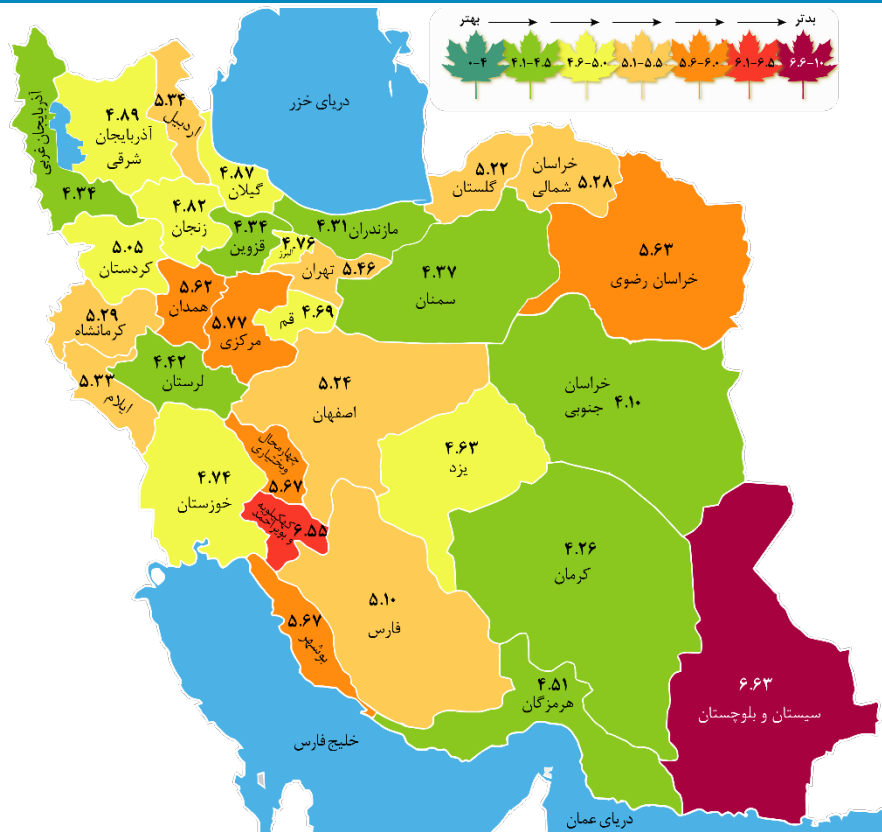 بهتر
بدتر
۰-۴
۴.۱-۴.۵
۴.۶-۵.۰
۵.۱-۵.۵
۵.۶-۶.۰
۶.۱-۶.۵
۶.۶-۱۰
دریای خزر
آذربایجان غربی
۴.۳۴
۴.۸۹
آذربایجان
شرقی
۵.۳۴
اردبیل
۴.۸۷
گیلان
۴.۸۲
زنجان
۴.۳۴
قزوین
۴.۳۱ مازندران
۴.۷۶
البرز
تهران ۵.۴۶
۵.۲۲
گلستان
خراسان
شمالی ۵.۲۸
۵.۶۳
خراسان رضوی
۴.۳۷
سمنان
۵.۰۵
کردستان
۵.۶۲
همدان
۵.۷۷
مرکزی
قم ۴.۶۹
۵.۲۹
کرمانشاه
۴.۴۲
لرستان
۵.۳۳
ایلام
۵.۲۴
اصفهان
خراسان
جنوبی ۴.۱۰
۴.۶۳
یزد
۴.۷۴
خوزستان
چهارمحال
وبختیاری
۵.۶۷
کهکیلویه
و بویراحمد
۶.۵۵
۴.۲۶
کرمان
۵.۱۰
فارس
۵.۶۷
بوشهر
۴.۵۱
هرمزگان
۶.۶۳
سیستان و بلوچستان
خلیج فارس
دریای عمان